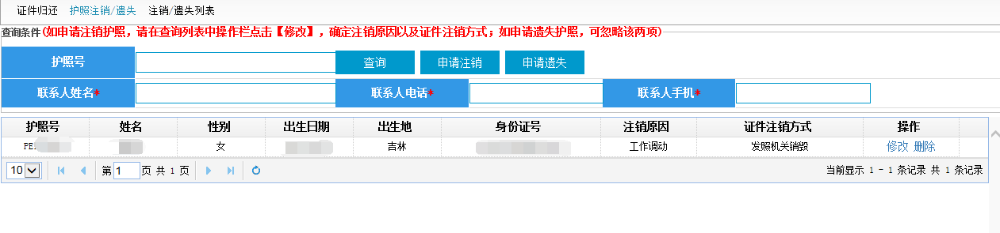 证件归还 护照注销/遗失 注销/遗失列表
查询条件(如申请注销护照，请在查询列表中操作栏点击【修改】，确定注销原因以及证件注销方式；如申请遗失护照，可忽略该两项)
护照号 查询 申请注销 申请遗失
联系人姓名* 联系人电话* 联系人手机*
护照号 姓名 性别 出生日期 出生地 身份证号 注销原因 证件注销方式 操作
PE 女 吉林 工作调动 发照机关销毁 修改 删除
10 第 1 页 共 1 页 当前显示 1 - 1 条记录 共 1 条记录